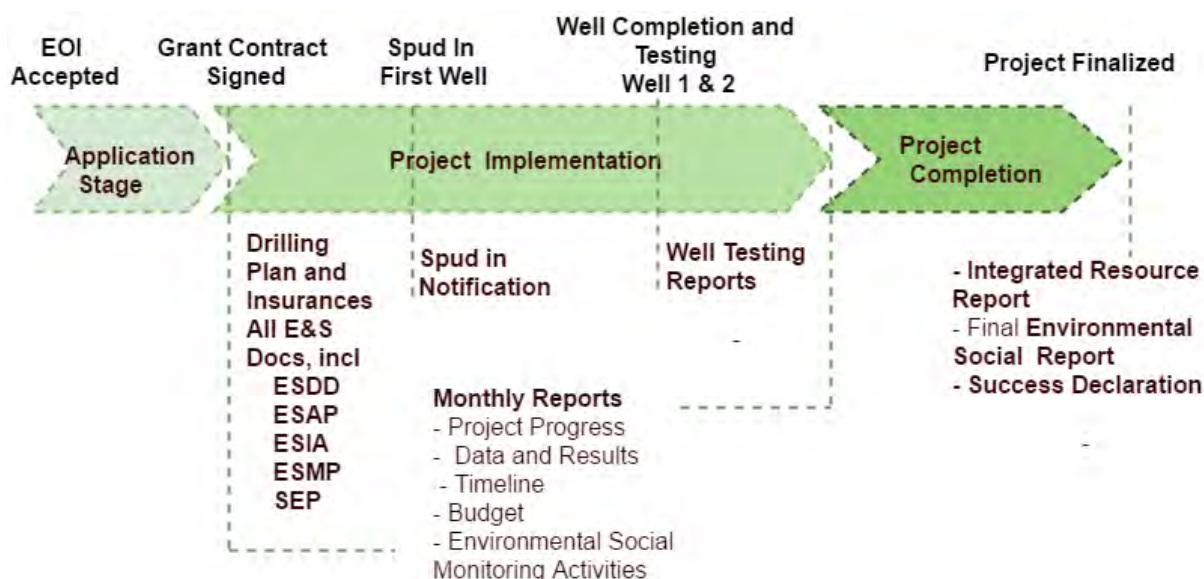 EOI
Accepted
Grant Contract
Signed
Spud In
First Well
Well Completion and
Testing
Well 1 & 2
Project Finalized
Application
Stage
Project Implementation
Project
Completion
Drilling
Plan and
Insurances
All E&S
Docs, incl
ESDD
ESAP
ESIA
ESMP
SEP
Spud in
Notification
Well Testing
Reports
-
Monthly Reports
- Project Progress
- Data and Results
- Timeline
- Budget
- Environmental Social
Monitoring Activities
- Integrated Resource
Report
- Final Environmental
Social Report
- Success Declaration
-